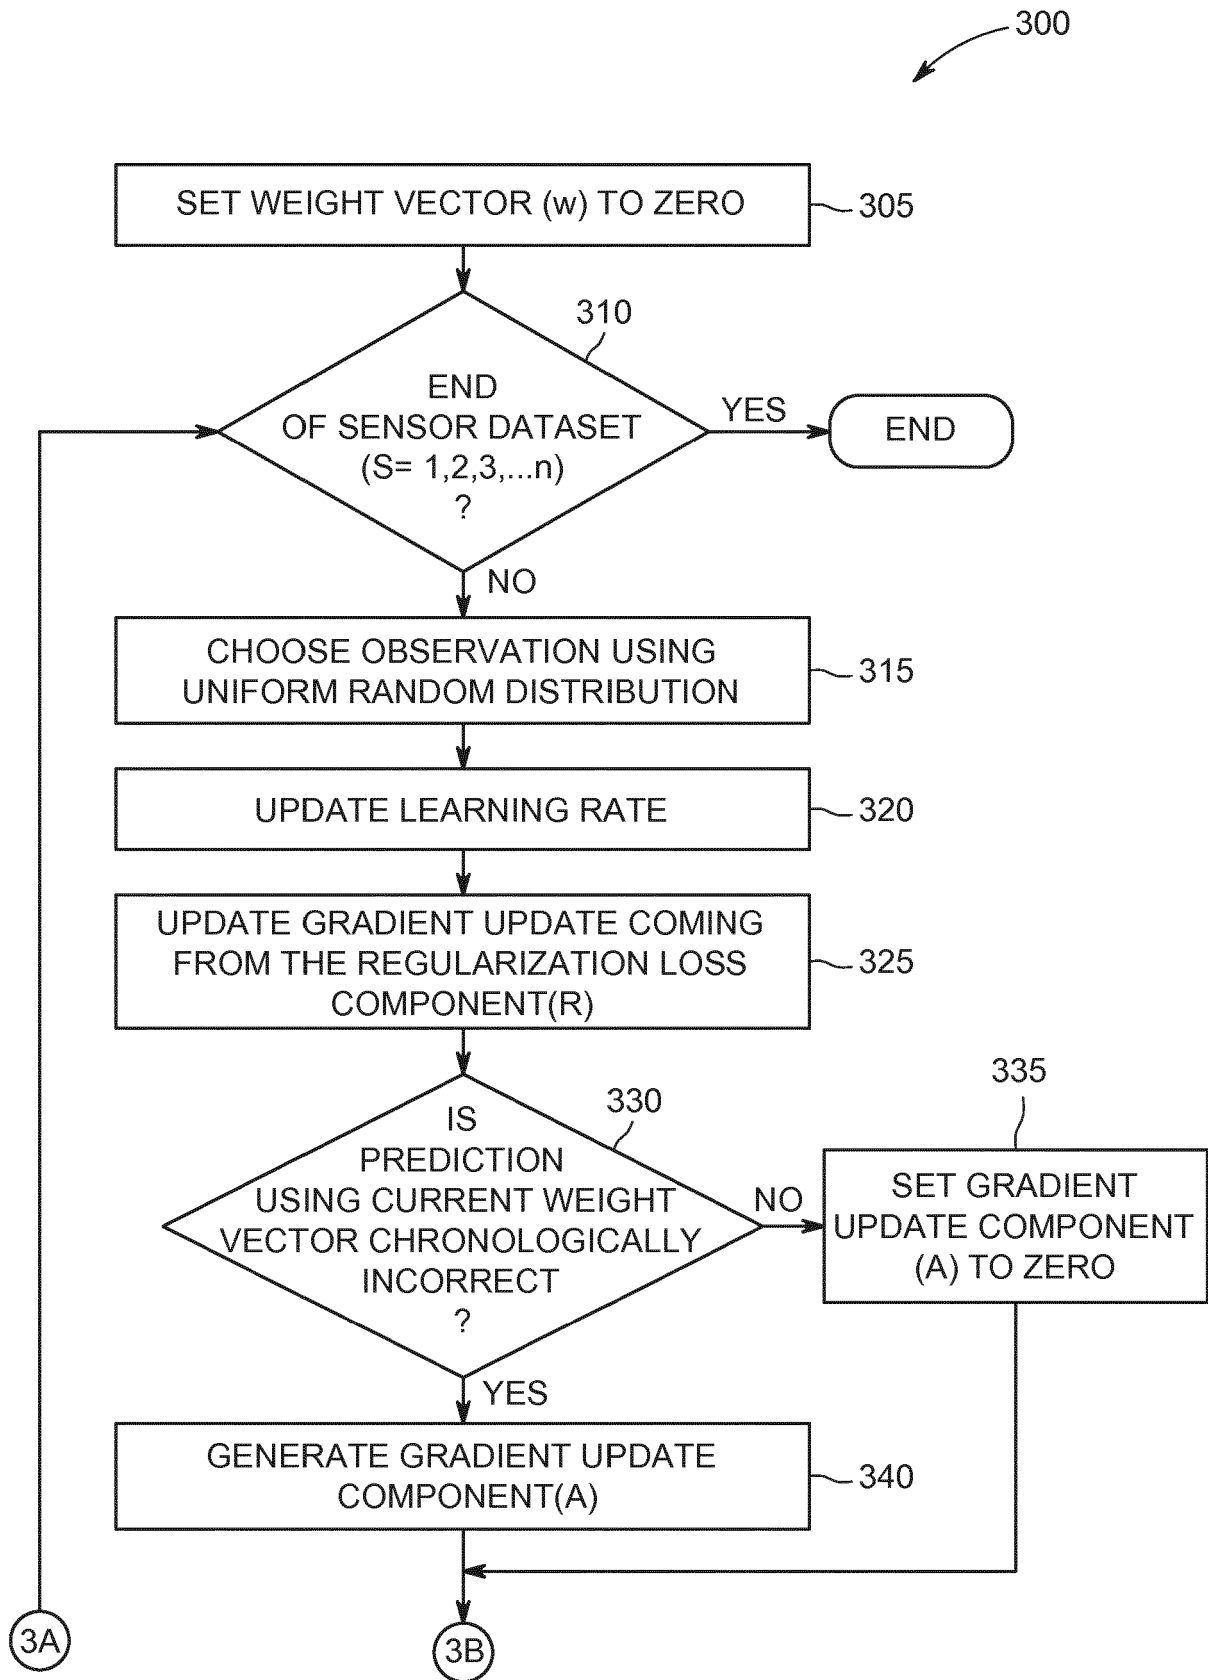 300
SET WEIGHT VECTOR (w) TO ZERO
305
310
END
OF SENSOR DATASET
(S= 1,2,3,...n)
?
YES
END
NO
CHOOSE OBSERVATION USING
UNIFORM RANDOM DISTRIBUTION
315
UPDATE LEARNING RATE
320
UPDATE GRADIENT UPDATE COMING
FROM THE REGULARIZATION LOSS
COMPONENT(R)
325
330
IS
PREDICTION
USING CURRENT WEIGHT
VECTOR CHRONOLOGICALLY
INCORRECT
?
NO
335
SET GRADIENT
UPDATE COMPONENT
(A) TO ZERO
YES
GENERATE GRADIENT UPDATE
COMPONENT(A)
340
3A
3B